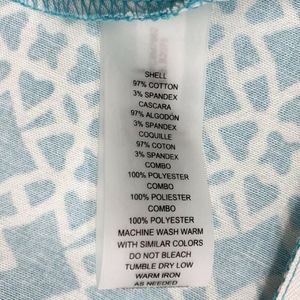 SHELL
97% COTTON
3% SPANDEX
CASCARA
97% ALGODÓN
3% SPANDEX
COQUILLE
97% COTON
3% SPANDEX
COMBO
100% POLYESTER
COMBO
100% POLIESTER
COMBO
100% POLYESTER
MACHINE WASH WARM
WITH SIMILAR COLORS
DO NOT BLEACH
TUMBLE DRY LOW
WARM IRON
AS NEEDED